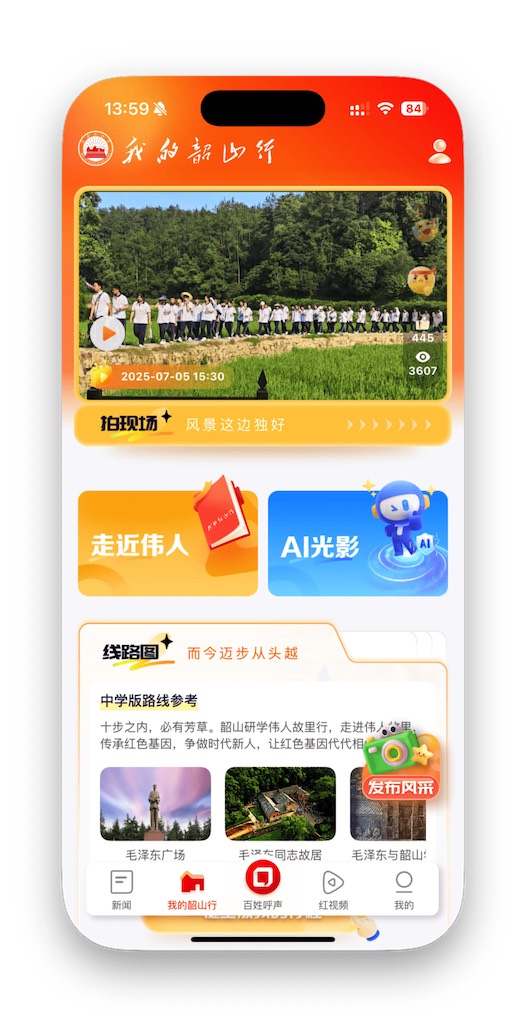 13:59
84
我的韶山行
445
3607
2025-07-05 15:30
拍现场 风景这边独好
走近伟人
AI光影
AI
线路图 而今迈步从头越
中学版路线参考
十步之内，必有芳草。韶山研学伟人故里行，走进伟人故里
传承红色基因，争做时代新人，让红色基因代代相
发布风采
毛泽东广场
毛泽东同志故居
毛泽东与韶山
新闻
我的韶山行
百姓呼声
红视频
我的